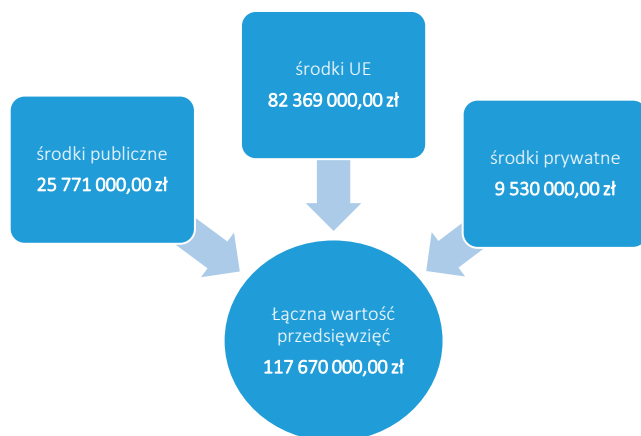 środki UE
82 369 000,00 zł
środki publiczne
25 771 000,00 zł
środki prywatne
9 530 000,00 zł
Łączna wartość
przedsięwzięć
117 670 000,00 zł